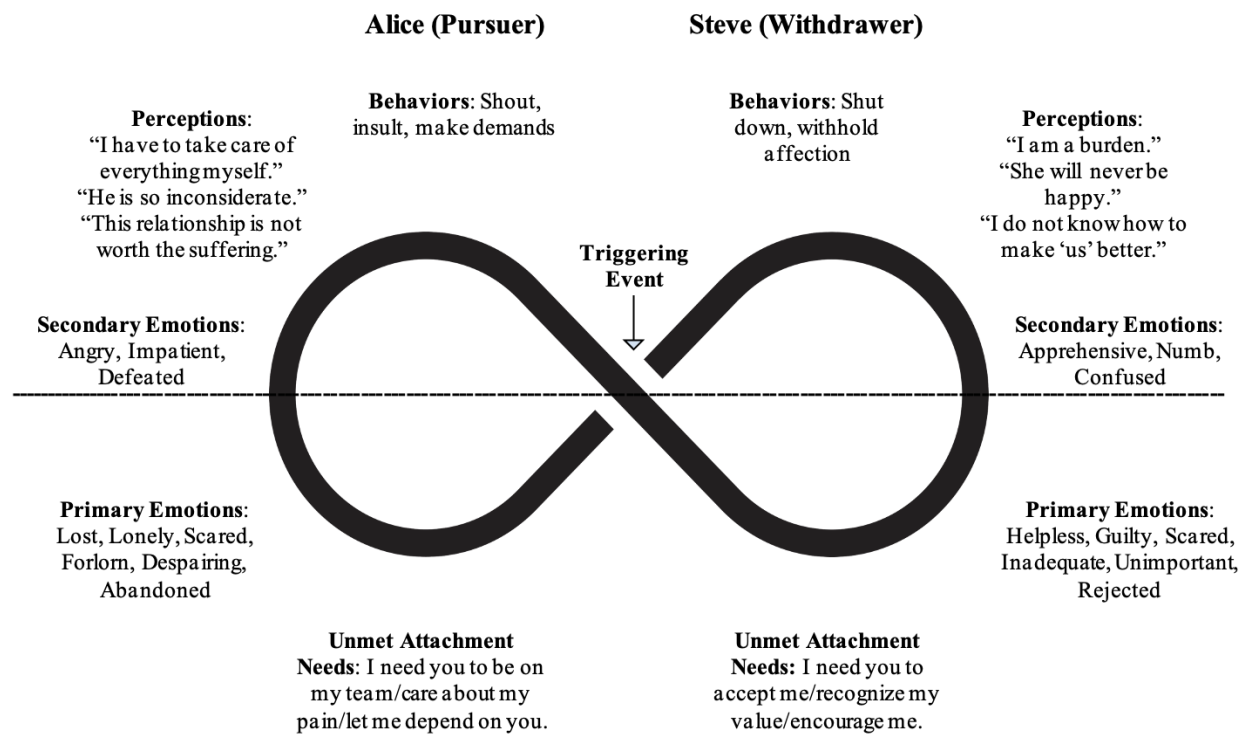 Alice (Pursuer)
Steve (Withdrawer)
Behaviors: Shout,
insult, make demands
Behaviors: Shut
down, withhold
affection
Perceptions:
“I have to take care of
everything myself.”
“He is so inconsiderate.”
“This relationship is not
worth the suffering.”
Perceptions:
“I am a burden.”
“She will never be
happy.”
“I do not know how to
make ‘us’ better.”
Triggering
Event
Secondary Emotions:
Angry, Impatient,
Defeated
Secondary Emotions:
Apprehensive, Numb,
Confused
Primary Emotions:
Lost, Lonely, Scared,
Forlorn, Despairing,
Abandoned
Primary Emotions:
Helpless, Guilty, Scared,
Inadequate, Unimportant,
Rejected
Unmet Attachment
Needs: I need you to be on
my team/care about my
pain/let me depend on you.
Unmet Attachment
Needs: I need you to
accept me/recognize my
value/encourage me.